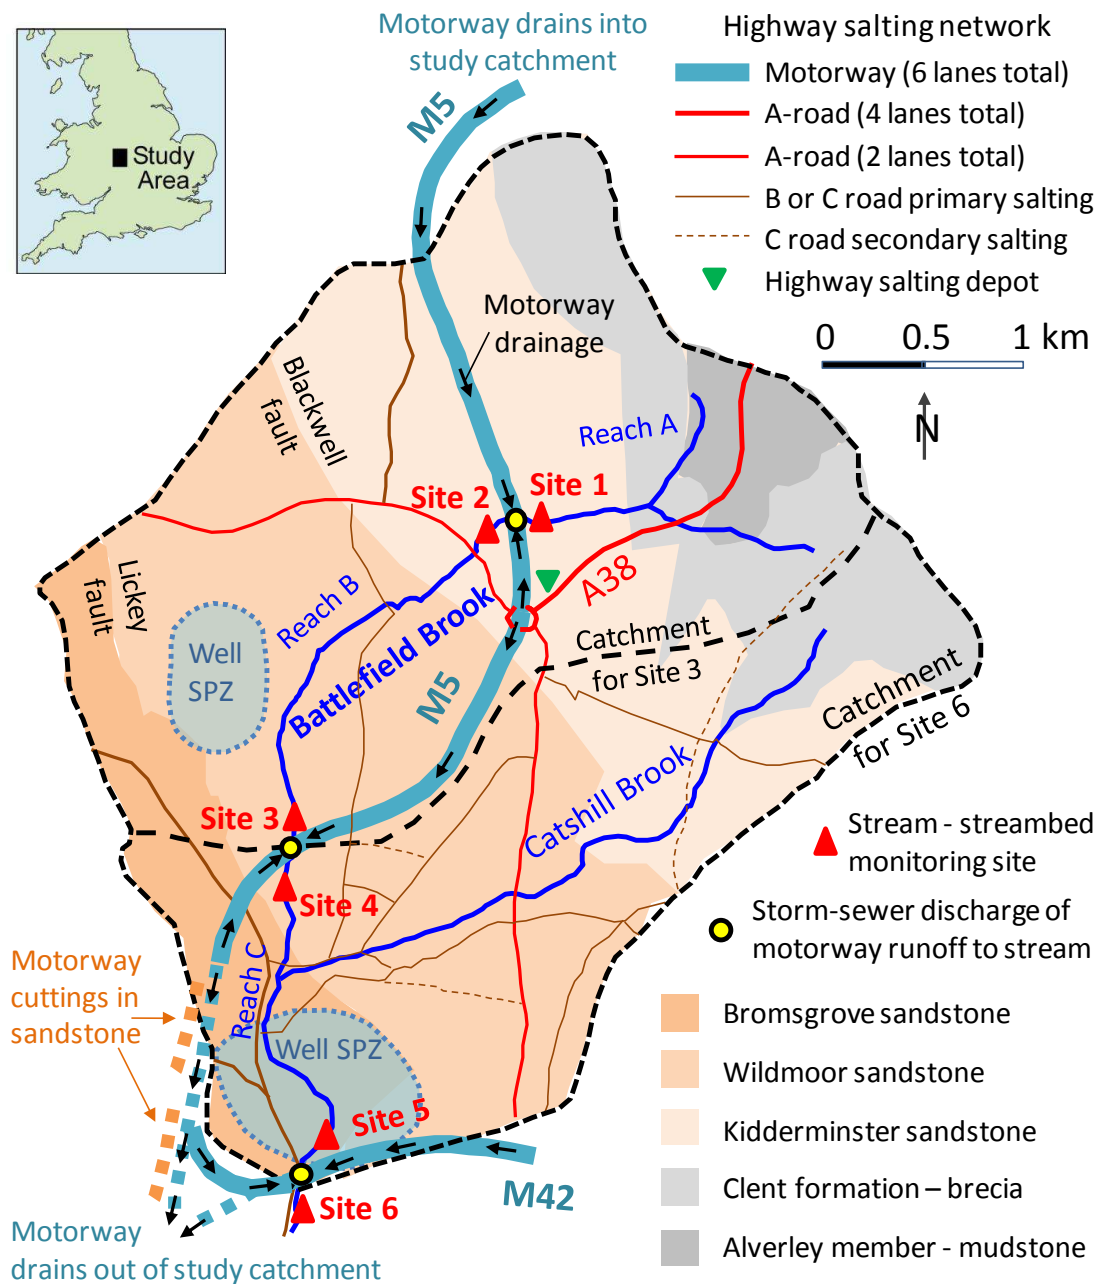 Motorway drains into
study catchment
Highway salting network
Motorway (6 lanes total)
A-road (4 lanes total)
A-road (2 lanes total)
B or C road primary salting
C road secondary salting
Highway salting depot
0 0.5 1 km
N
Study
Area
M5
Motorway
drainage
Blackwell
fault
Reach A
Site 2
Site 1
Lickey
fault
A38
Reach B
Battlefield Brook
Well
SPZ
Catchment
for Site 3
M5
Catchment
for Site 6
Catshill Brook
Site 3
Site 4
Stream - streambed
monitoring site
Storm-sewer discharge of
motorway runoff to stream
Motorway
cuttings in
sandstone
Reach C
Well SPZ
Site 5
M42
Site 6
Motorway
drains out of study catchment
Bromsgrove sandstone
Wildmoor sandstone
Kidderminster sandstone
Clent formation – brecia
Alverley member - mudstone